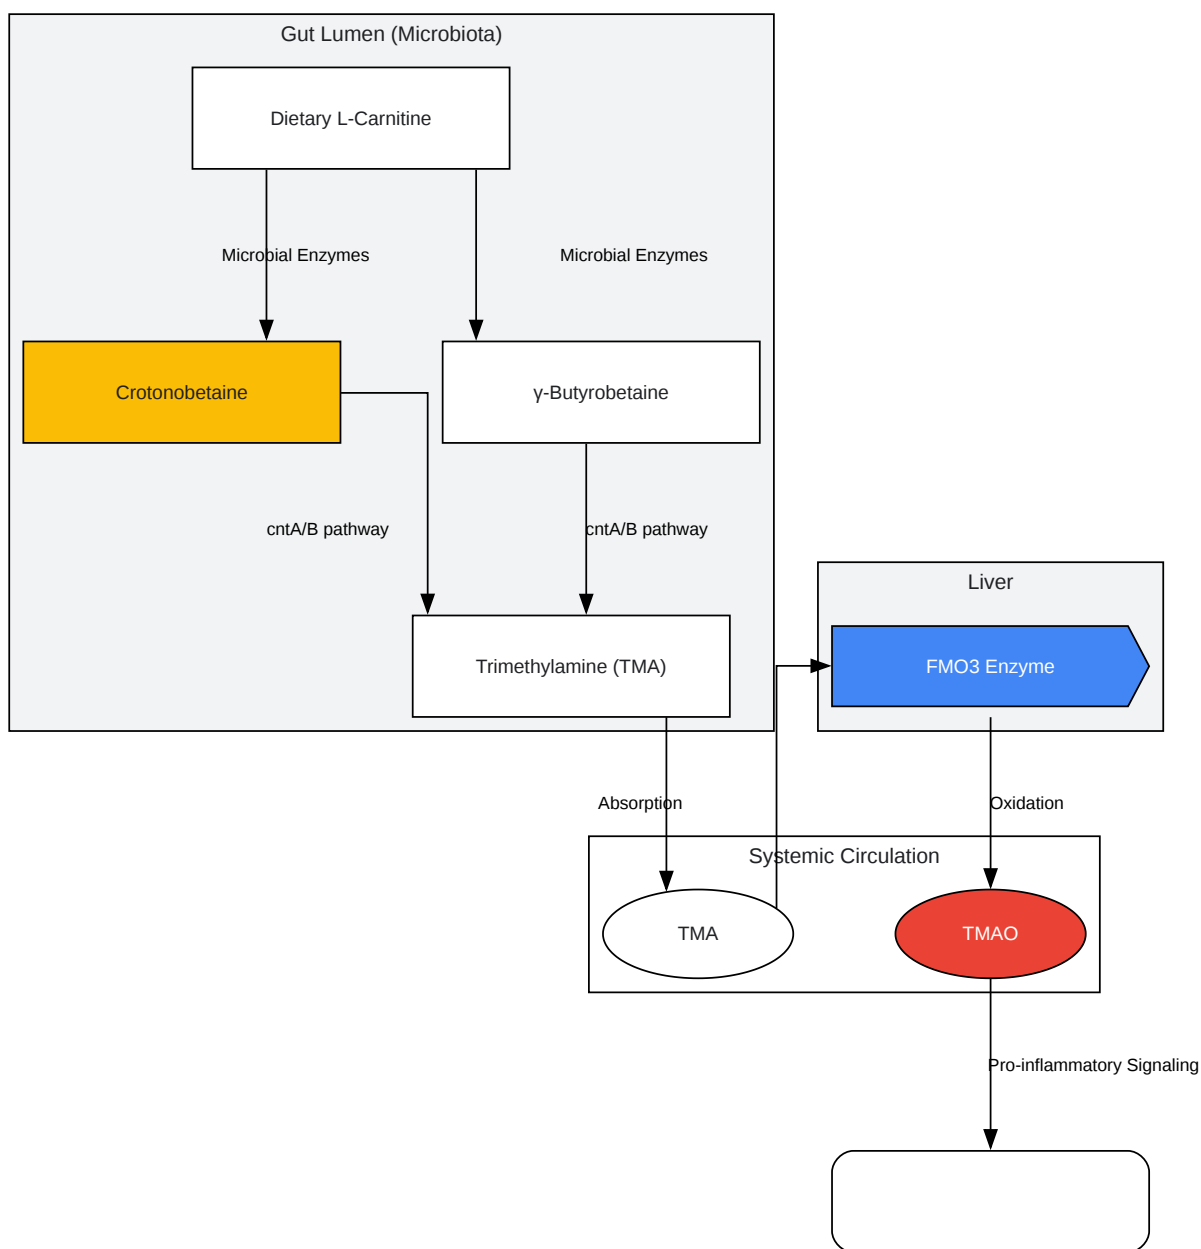 Gut Lumen (Microbiota)
Dietary L-Carnitine
Microbial Enzymes
Microbial Enzymes
Crotonobetaine
γ-Butyrobetaine
cntA/B pathway
cntA/B pathway
Liver
Trimethylamine (TMA)
FMO3 Enzyme
Absorption
Oxidation
Systemic Circulation
TMA
TMAO
Pro-inflammatory Signaling